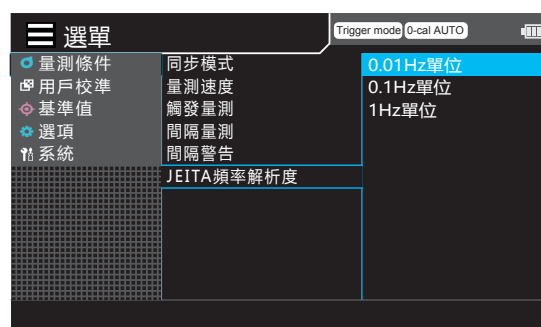 選單
Trigger mode 0-cal AUTO
量測條件
用戶校準
基準值
選項
系統
同步模式
量測速度
觸發量測
間隔量測
間隔警告
JEITA頻率解析度
0.01Hz單位
0.1Hz單位
1Hz單位